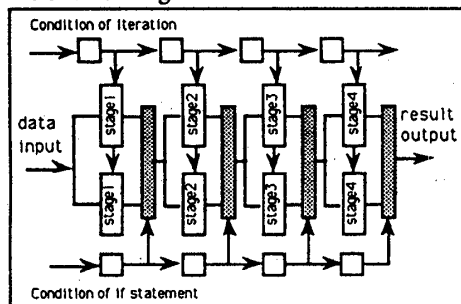 Condition of iteration
stage1
stage2
stage3
stage4
data
input
result
output
stage1
stage2
stage3
stage4
Condition of if statement